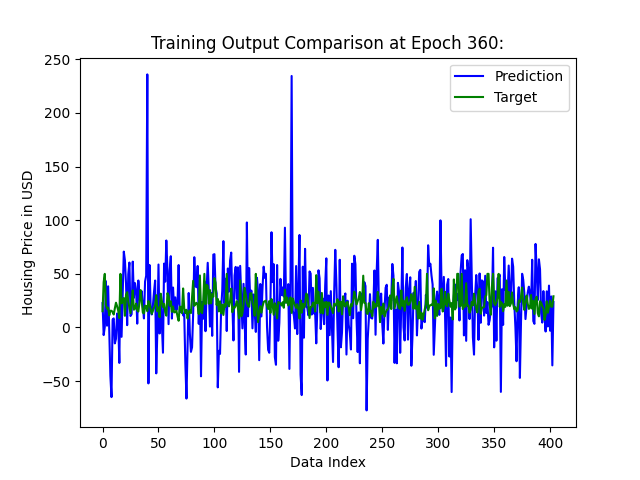 Training Output Comparison at Epoch 360:
250
200
150
100
50
0
−50
Housing Price in USD
Prediction
Target
0 50 100 150 200 250 300 350 400
Data Index